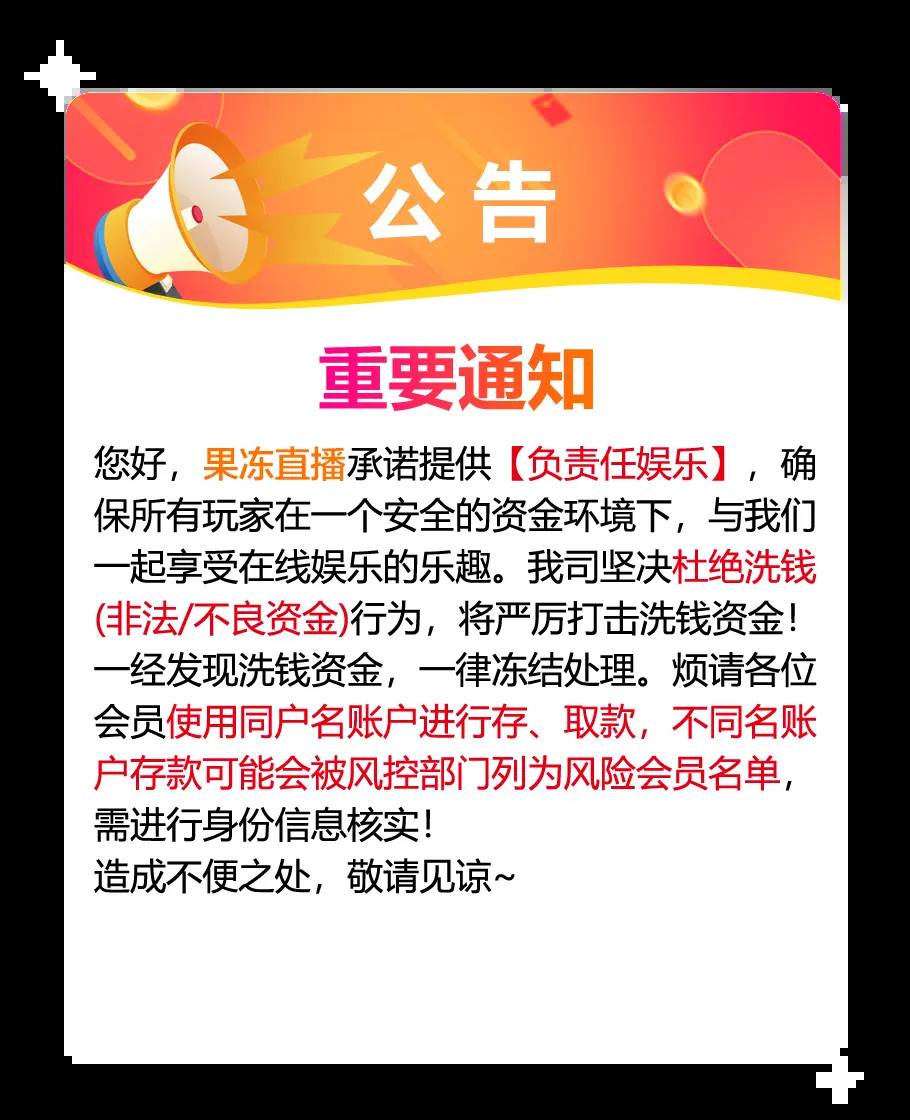 公告
重要通知
您好，果冻直播承诺提供【负责任娱乐】，确
保所有玩家在一个安全的资金环境下，与我们
一起享受在线娱乐的乐趣。我司坚决杜绝洗钱
(非法/不良资金)行为，将严厉打击洗钱资金！
一经发现洗钱资金，一律冻结处理。烦请各位
会员使用同户名账户进行存、取款，不同名账
户存款可能会被风控部门列为风险会员名单，
需进行身份信息核实！
造成不便之处，敬请见谅~